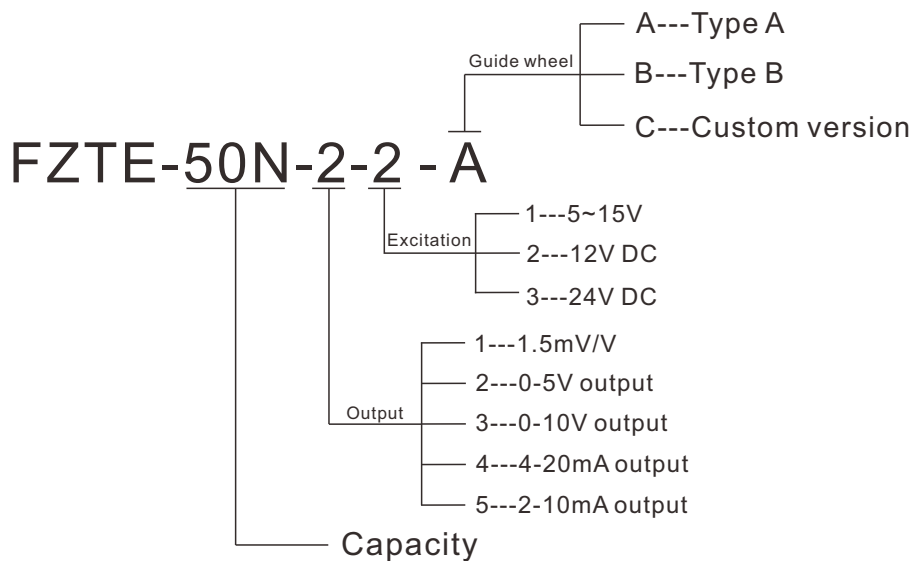 A---Type A
Guide wheel
B---Type B
C---Custom version
FZTE-50N-2-2-A
1---5~15V
Excitation
2---12V DC
3---24V DC
1---1.5mV/V
2---0-5V output
Output
3---0-10V output
4---4-20mA output
5---2-10mA output
Capacity